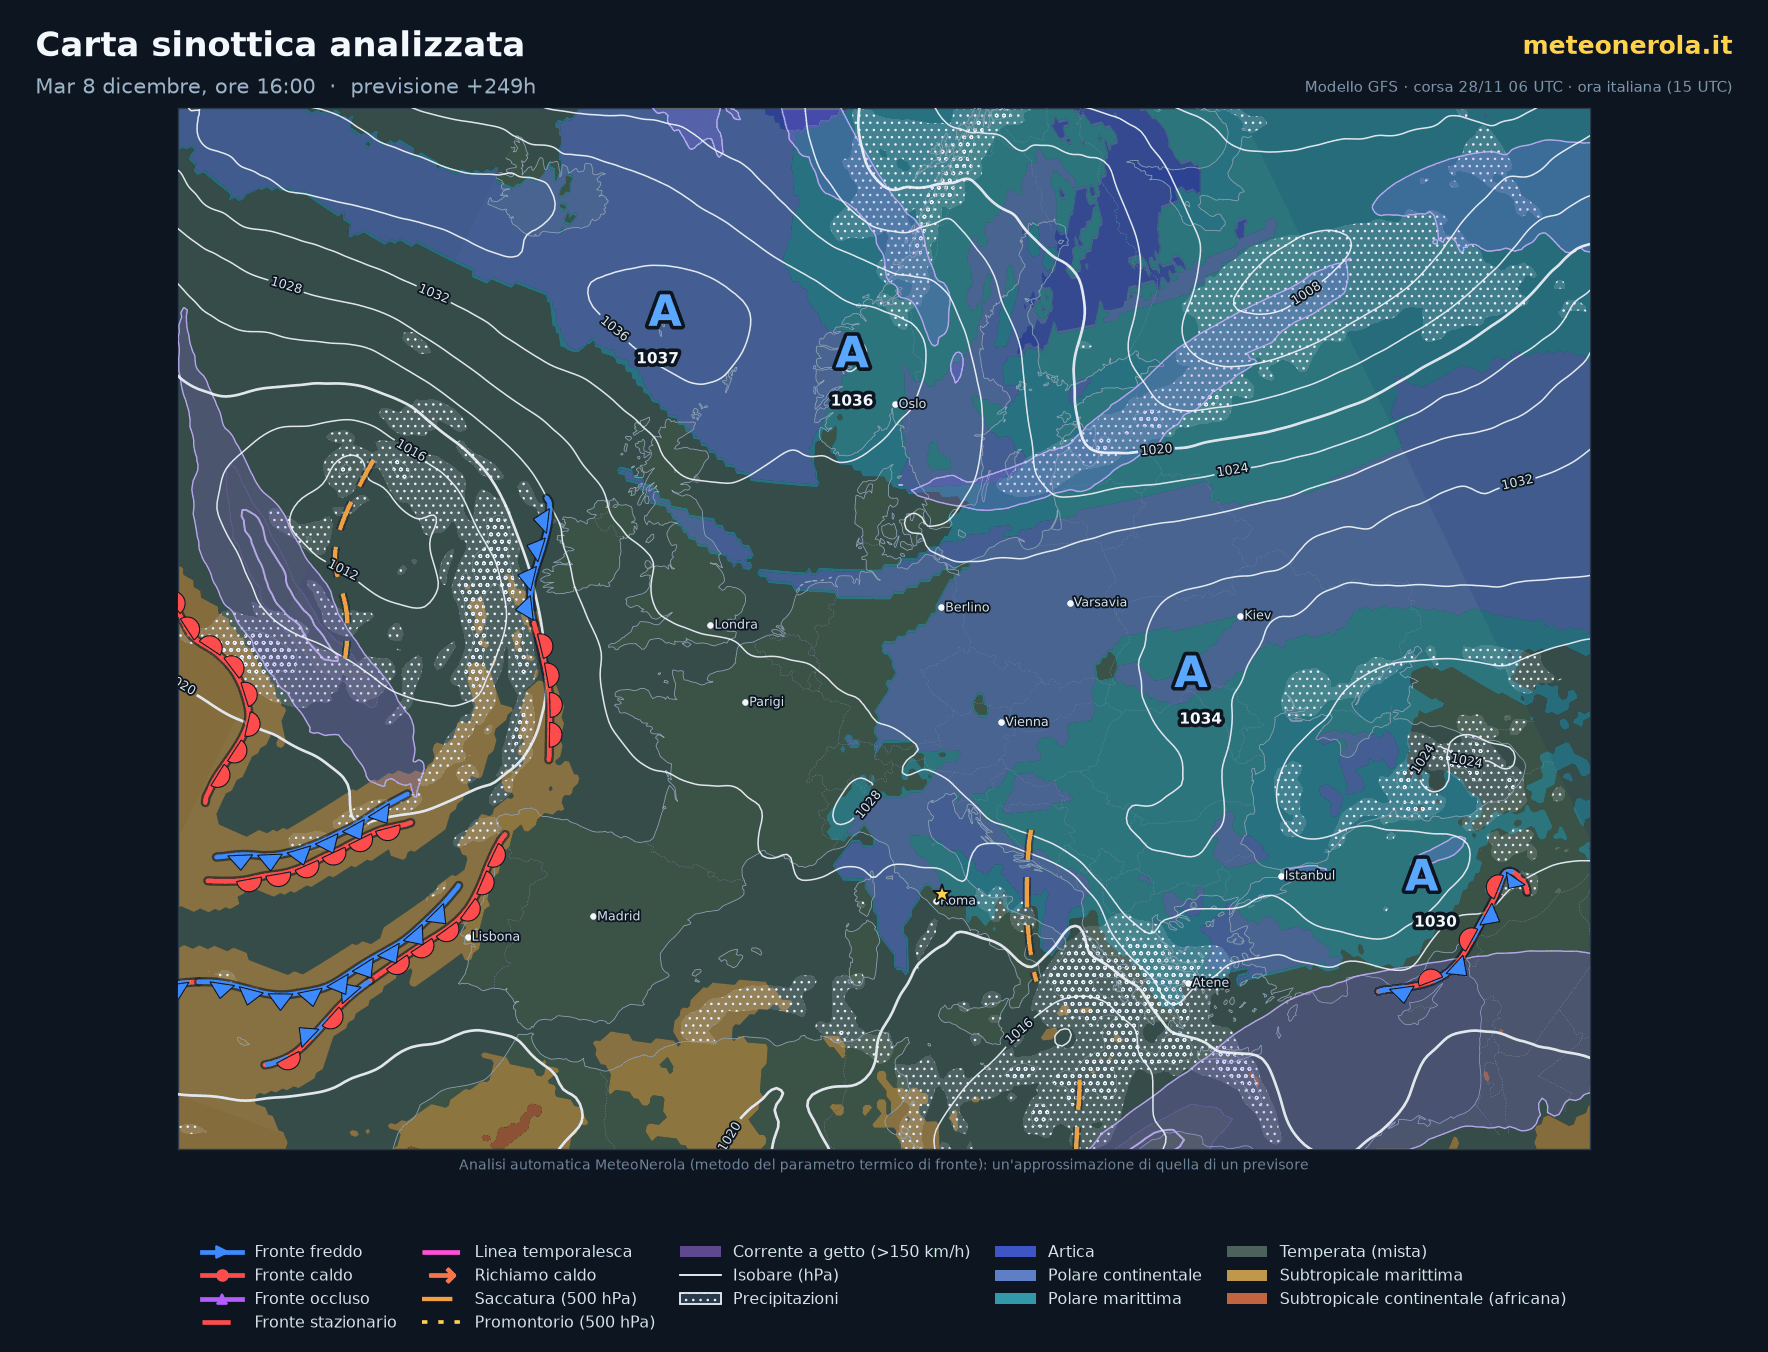 Carta sinottica analizzata
meteonerola.it
Mar 8 dicembre, ore 16:00 · previsione +249h
Modello GFS · corsa 28/11 06 UTC · ora italiana (15 UTC)
1028
1032
1036
A
1037
A
1036
Oslo
1008
1016
1020
1024
1032
1012
Londra
Berlino
Varsavia
Kiev
020
Parigi
Vienna
A
1034
1028
1024
1024
Madrid
Lisbona
Roma
Istanbul
A
1030
Atene
1016
1020
Analisi automatica MeteoNerola (metodo del parametro termico di fronte): un'approssimazione di quella di un previsore
Fronte freddo
Fronte caldo
Fronte occluso
Fronte stazionario
Linea temporalesca
Richiamo caldo
Saccatura (500 hPa)
Promontorio (500 hPa)
Corrente a getto (>150 km/h)
Isobare (hPa)
Precipitazioni
Artica
Polare continentale
Polare marittima
Temperata (mista)
Subtropicale marittima
Subtropicale continentale (africana)